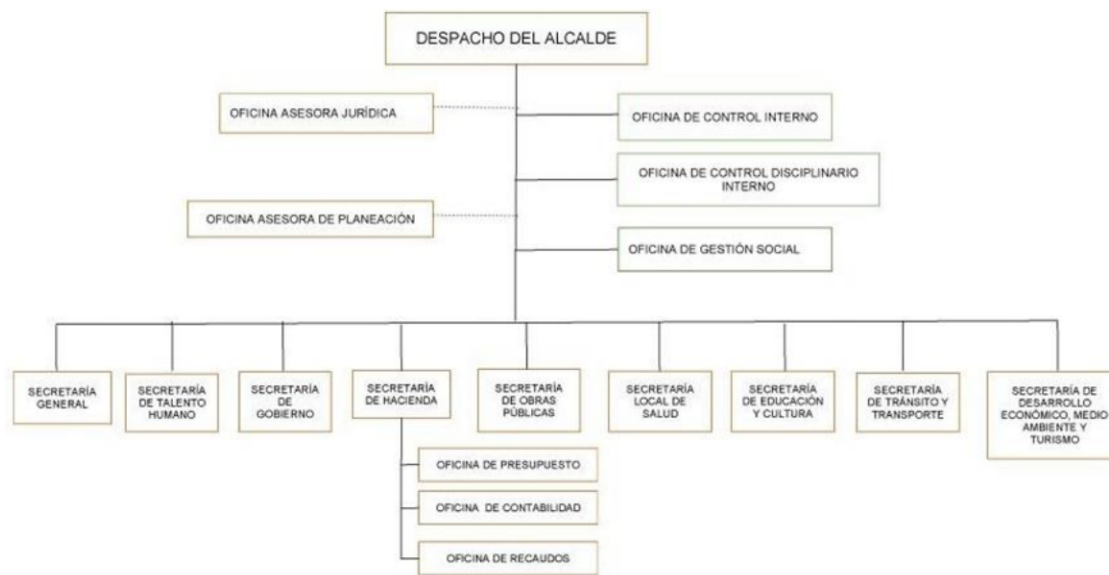 DESPACHO DEL ALCALDE
OFICINA ASESORA JURÍDICA
OFICINA DE CONTROL INTERNO
OFICINA DE CONTROL DISCIPLINARIO
INTERNO
OFICINA ASESORA DE PLANEACIÓN
OFICINA DE GESTIÓN SOCIAL
SECRETARÍA
GENERAL
SECRETARÍA
DE TALENTO
HUMANO
SECRETARÍA
DE
GOBIERNO
SECRETARÍA
DE HACIENDA
SECRETARÍA
DE OBRAS
PÚBLICAS
SECRETARÍA
LOCAL DE
SALUD
SECRETARÍA
DE EDUCACIÓN
Y CULTURA
SECRETARÍA
DE TRÁNSITO Y
TRANSPORTE
SECRETARÍA DE
DESARROLLO
ECONÓMICO, MEDIO
AMBIENTE Y
TURISMO
OFICINA DE PRESUPUESTO
OFICINA DE CONTABILIDAD
OFICINA DE RECAUDOS